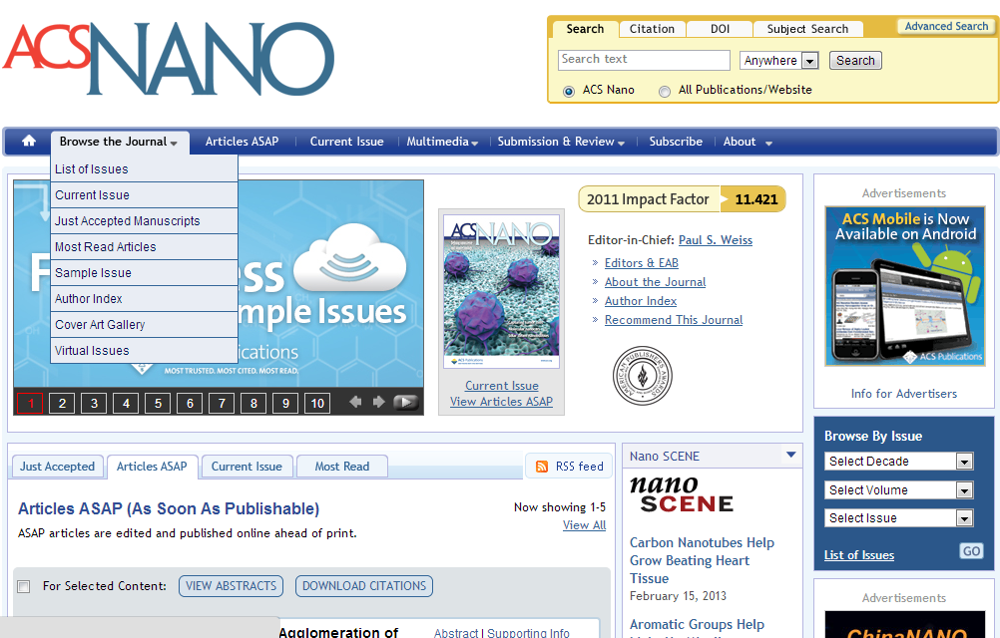 ACSNANO
Search Citation DOI Subject Search Advanced Search
Search text Anywhere Search
ACS Nano All Publications/Website
Browse the Journal Articles ASAP Current Issue Multimedia Submission & Review Subscribe About
List of Issues
Current Issue
Just Accepted Manuscripts
Most Read Articles
Sample Issue
Author Index
Cover Art Gallery
Virtual Issues
ess
mple Issues
ications
MOST TRUSTED. MOST CITED. MOST READ.
1 2 3 4 5 6 7 8 9 10
ACSNANO
ACS Publications
Current Issue
View Articles ASAP
2011 Impact Factor 11.421
Editor-in-Chief: Paul S. Weiss
» Editors & EAB
» About the Journal
» Author Index
» Recommend This Journal
AMERICAN PUBLISHERS AWARDS
Advertisements
ACS Mobile is Now
Available on Android
ACS Publications
Info for Advertisers
Browse By Issue
Select Decade
Select Volume
Select Issue
List of Issues GO
Advertisements
ChinaNANO
Just Accepted Articles ASAP Current Issue Most Read RSS feed
Articles ASAP (As Soon As Publishable) Now showing 1-5
ASAP articles are edited and published online ahead of print. View All
For Selected Content: VIEW ABSTRACTS DOWNLOAD CITATIONS
Agglomeration of Abstract | Supporting Info
Nano SCENE
nano
SCENE
Carbon Nanotubes Help
Grow Beating Heart
Tissue
February 15, 2013
Aromatic Groups Help